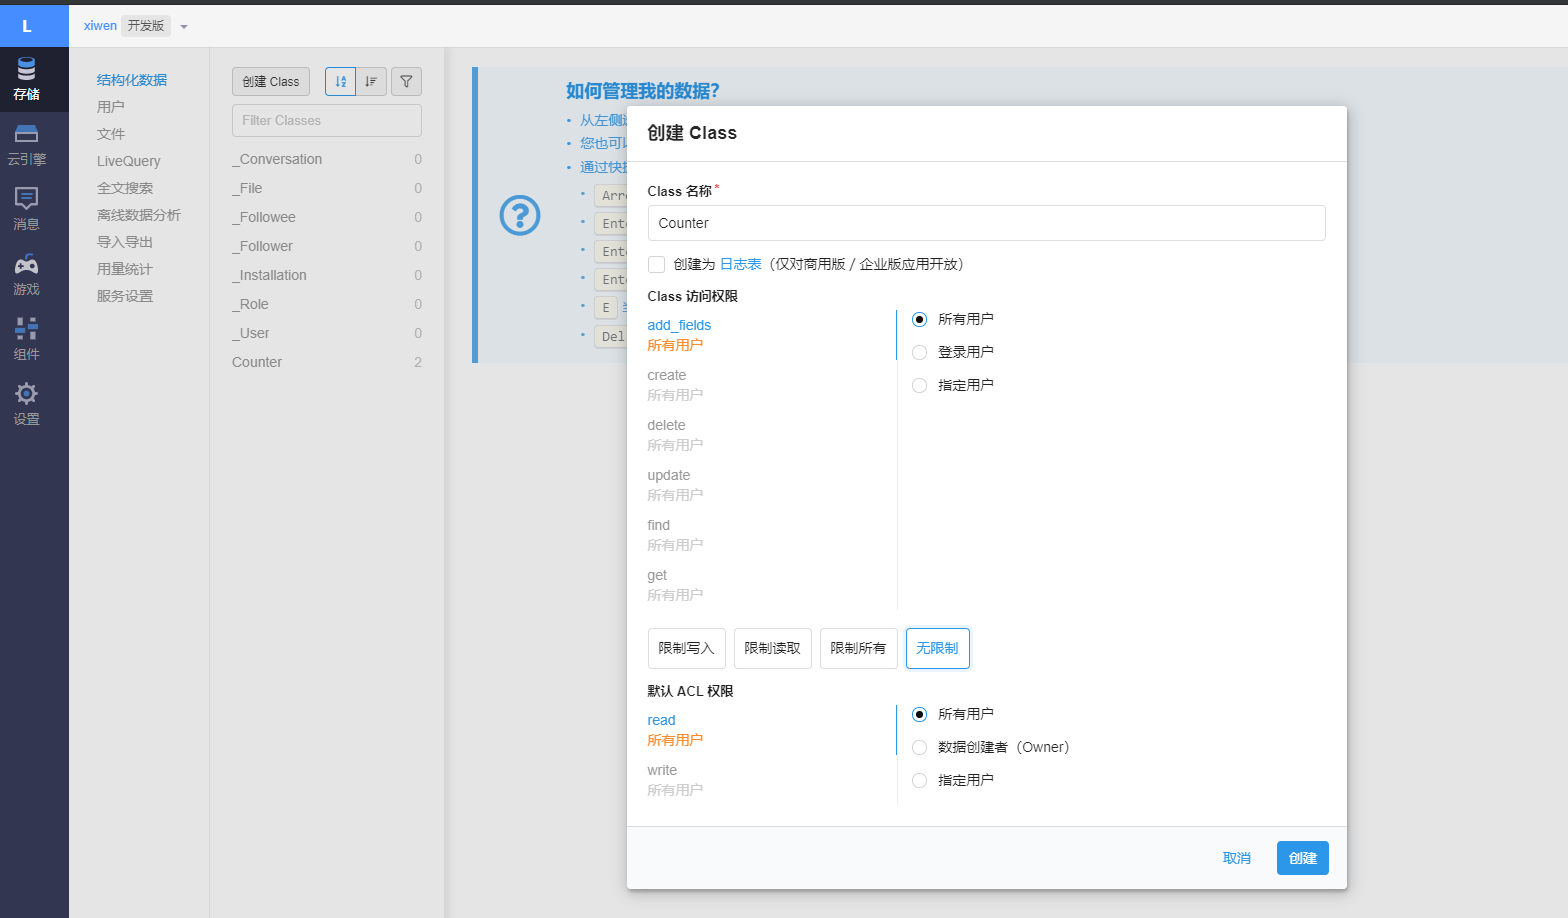 L
xiwen 开发版
存储
云引擎
消息
游戏
组件
设置
结构化数据
用户
文件
LiveQuery
全文搜索
离线数据分析
导入导出
用量统计
服务设置
创建 Class
Filter Classes
_Conversation 0
_File 0
_Followee 0
_Follower 0
_Installation 0
_Role 0
_User 0
Counter 2
如何管理我的数据?
从左侧
您也可
通过快
Arr
Ent
Ent
Ent
E
Del
创建 Class
Class 名称*
Counter
创建为 日志表（仅对商用版 / 企业版应用开放）
Class 访问权限
add_fields
所有用户
create
所有用户
delete
所有用户
update
所有用户
find
所有用户
get
所有用户
所有用户
登录用户
指定用户
限制写入 限制读取 限制所有 无限制
默认 ACL 权限
read
所有用户
write
所有用户
所有用户
数据创建者（Owner）
指定用户
取消 创建